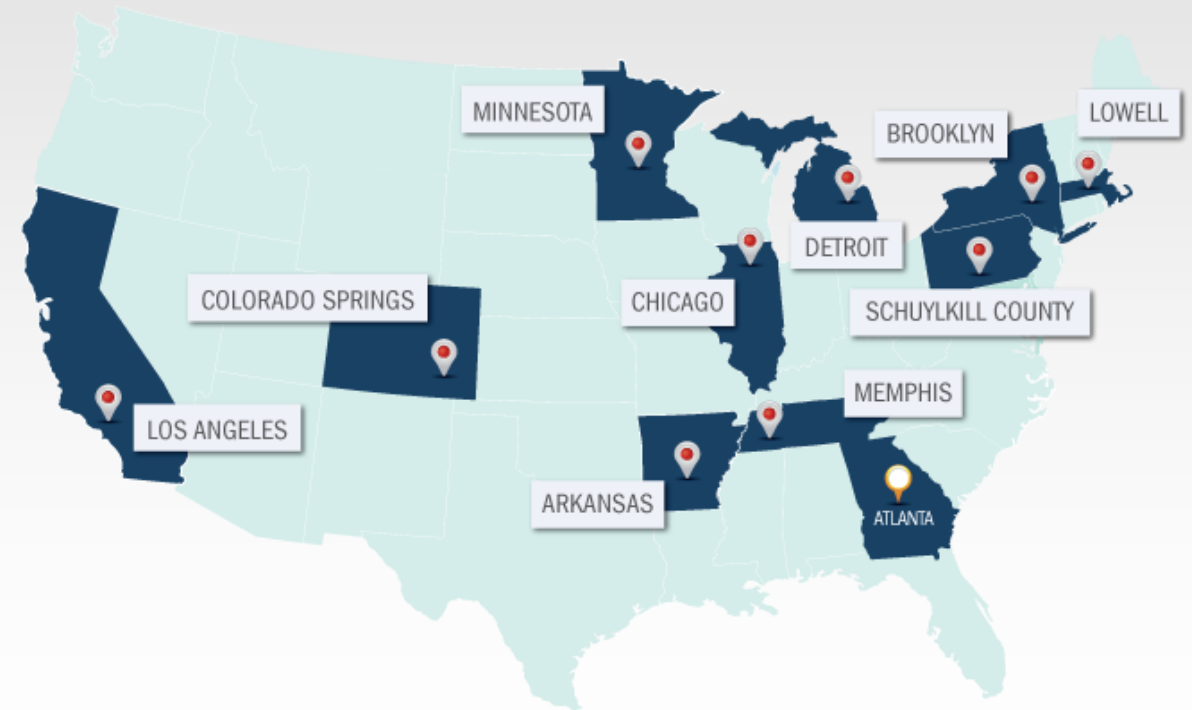 LOWELL
MINNESOTA
BROOKLYN
DETROIT
COLORADO SPRINGS
CHICAGO
SCHUYLKILL COUNTY
MEMPHIS
LOS ANGELES
ARKANSAS
ATLANTA